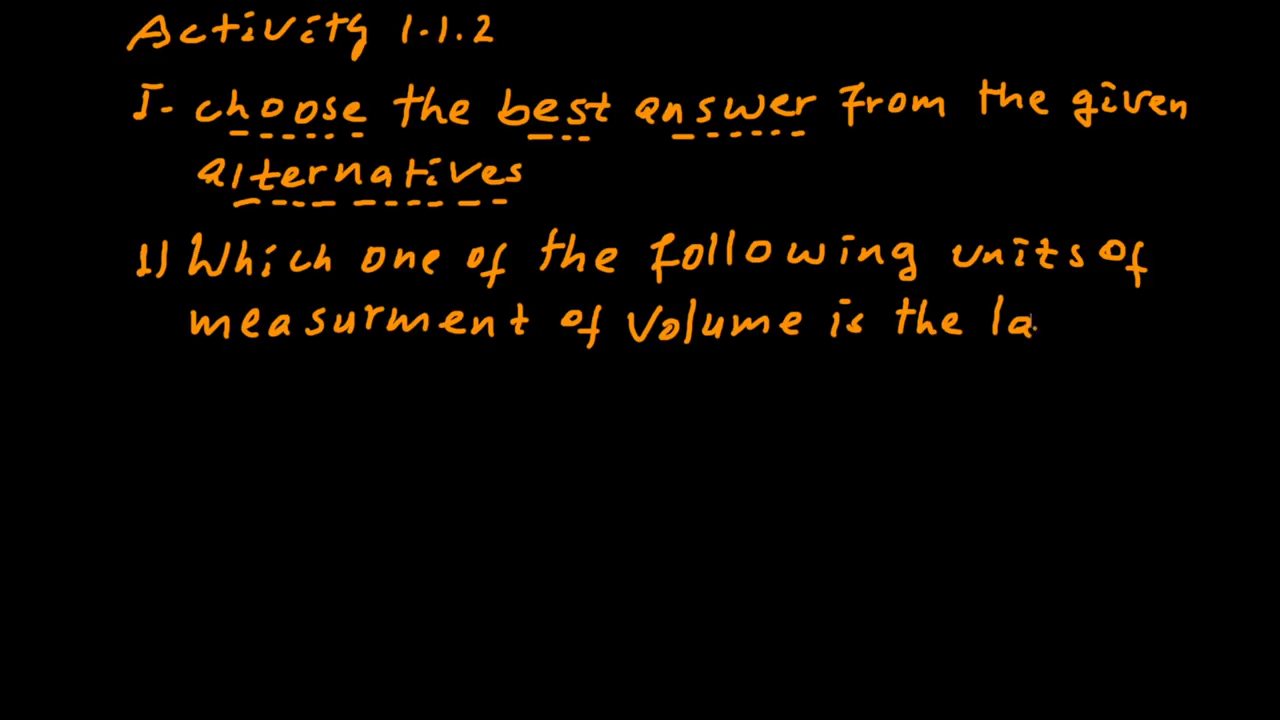 Activity 1.1.2
I- choose the best answer from the given
alternatives
1) Which one of the following units of
measurment of volume is the la